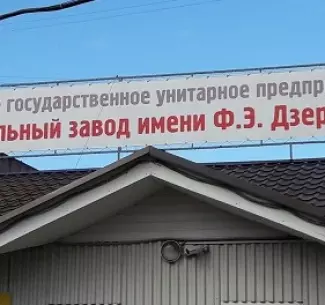 государственное унитарное предпр
льный завод имени Ф.Э. Дзер